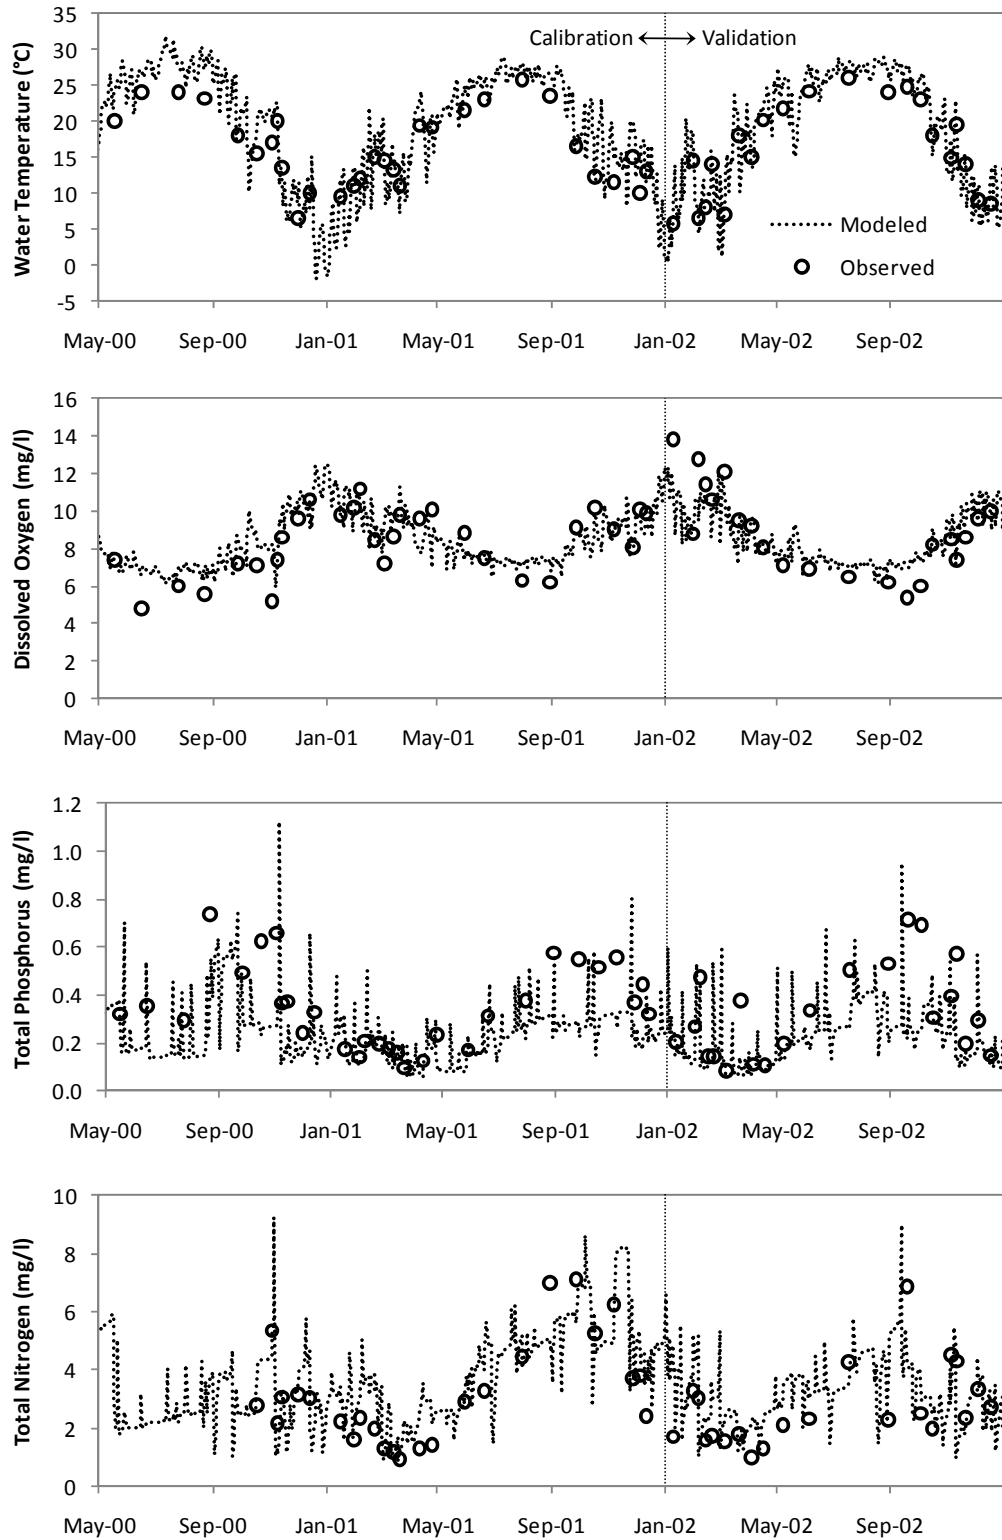 Water Temperature (°C)
35
30
25
20
15
10
5
0
-5
Calibration
Validation
Modeled
Observed
May-00 Sep-00 Jan-01 May-01 Sep-01 Jan-02 May-02 Sep-02
Dissolved Oxygen (mg/l)
16
14
12
10
8
6
4
2
0
May-00 Sep-00 Jan-01 May-01 Sep-01 Jan-02 May-02 Sep-02
Total Phosphorus (mg/l)
1.2
1.0
0.8
0.6
0.4
0.2
0.0
May-00 Sep-00 Jan-01 May-01 Sep-01 Jan-02 May-02 Sep-02
Total Nitrogen (mg/l)
10
8
6
4
2
0
May-00 Sep-00 Jan-01 May-01 Sep-01 Jan-02 May-02 Sep-02